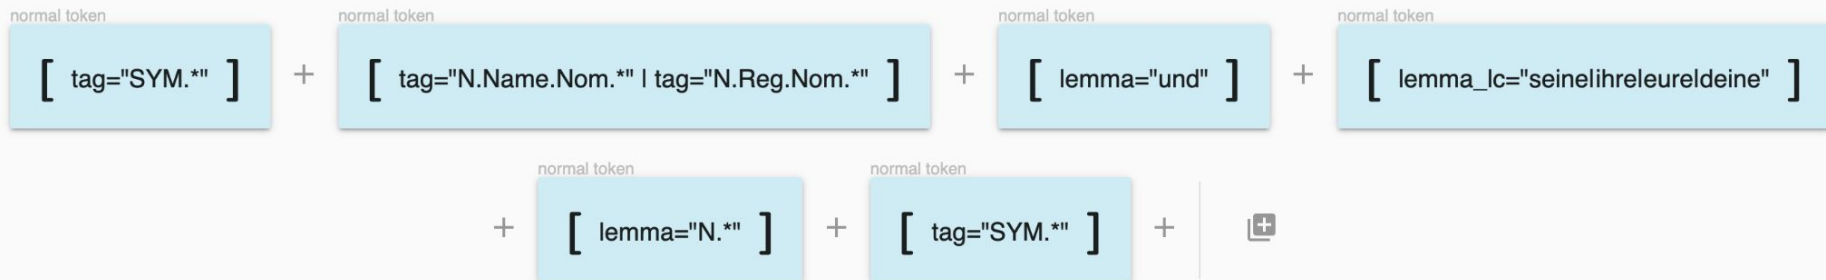 normal token normal token normal token normal token
[ tag="SYM.*" ] + [ tag="N.Name.Nom.*" | tag="N.Reg.Nom.*" ] + [ lemma="und" ] + [ lemma_lc="seine|ihre|eure|deine" ]
normal token normal token
+ [ lemma="N.*" ] + [ tag="SYM.*" ] +